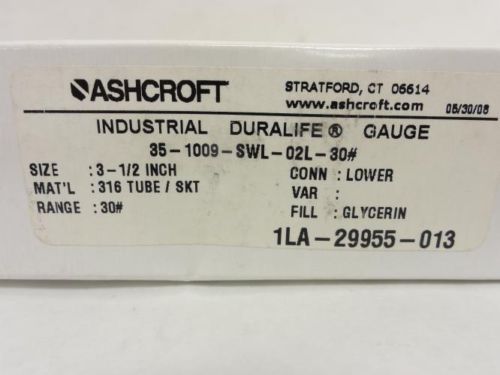 ASHCROFT
STRATFORD, CT 06614
www.ashcroft.com 05/30/08
INDUSTRIAL DURALIFE® GAUGE
35-1009-SWL-02L-30#
SIZE : 3-1/2 INCH CONN : LOWER
MAT'L : 316 TUBE / SKT VAR :
RANGE : 30# FILL : GLYCERIN
1LA-29955-013